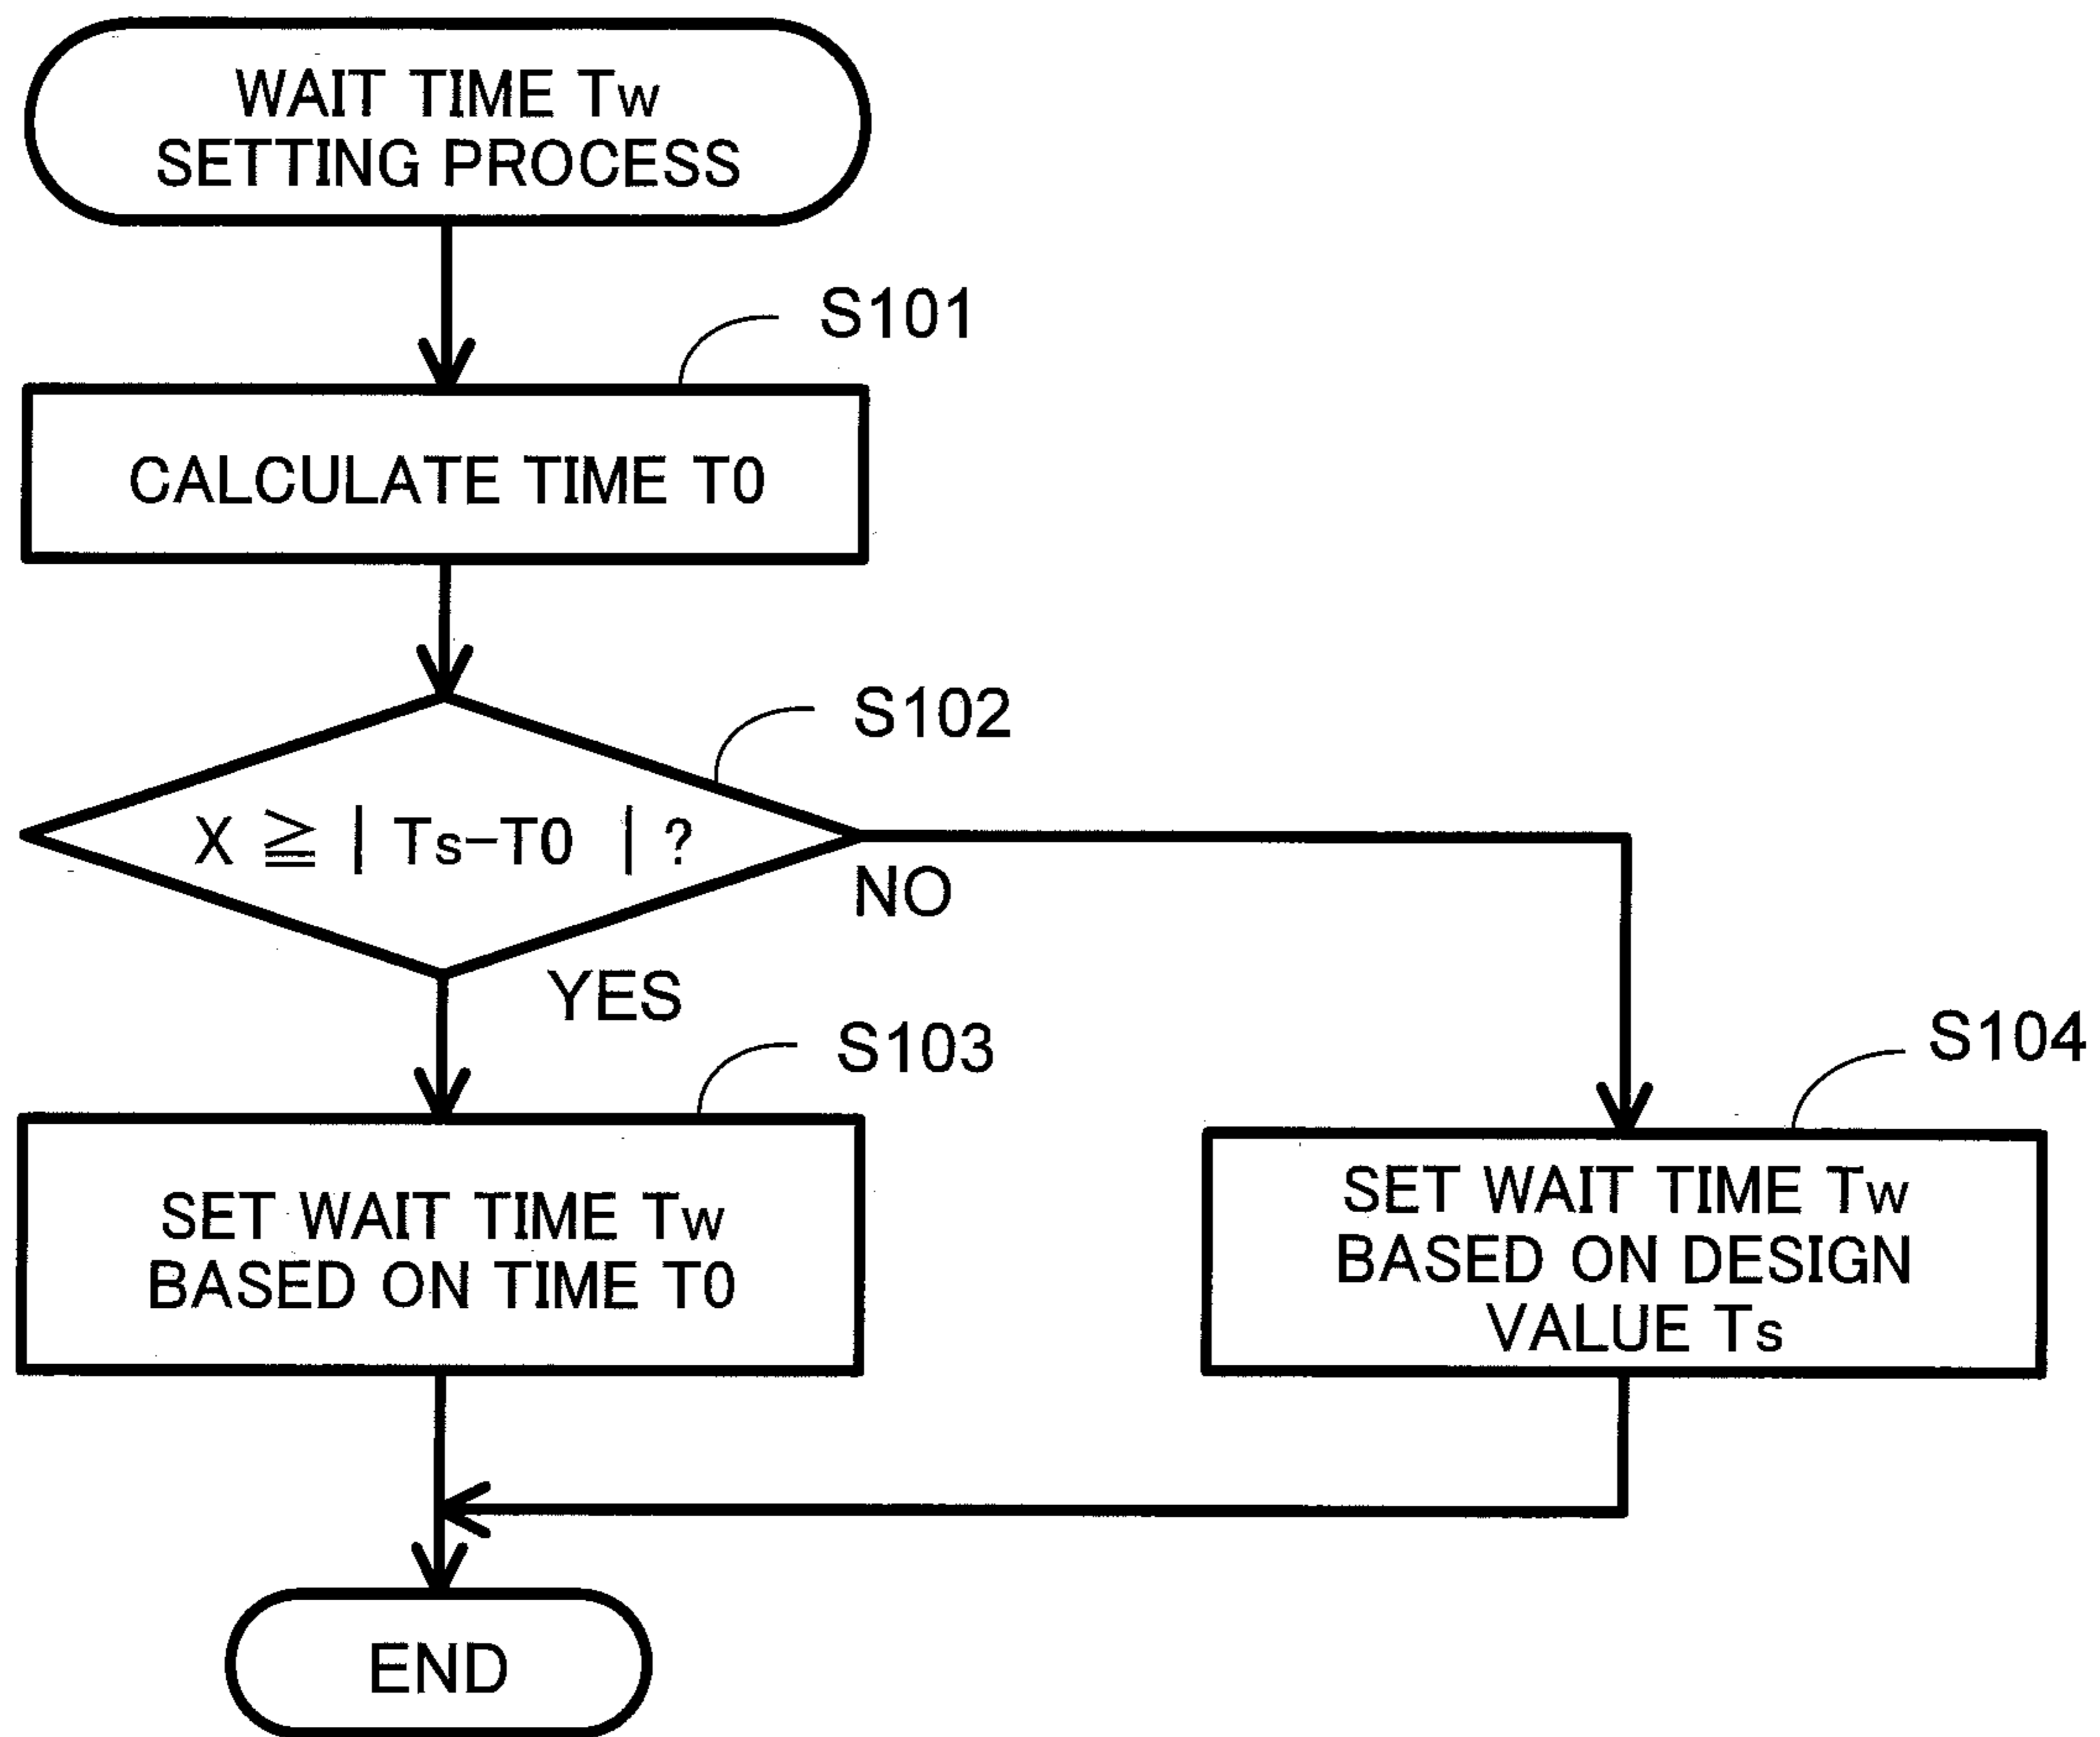 WAIT TIME Tw
SETTING PROCESS
S101
CALCULATE TIME T0
S102
X ≧ | Ts-T0 | ?
NO
YES
S103
S104
SET WAIT TIME Tw
BASED ON TIME T0
SET WAIT TIME Tw
BASED ON DESIGN
VALUE Ts
END